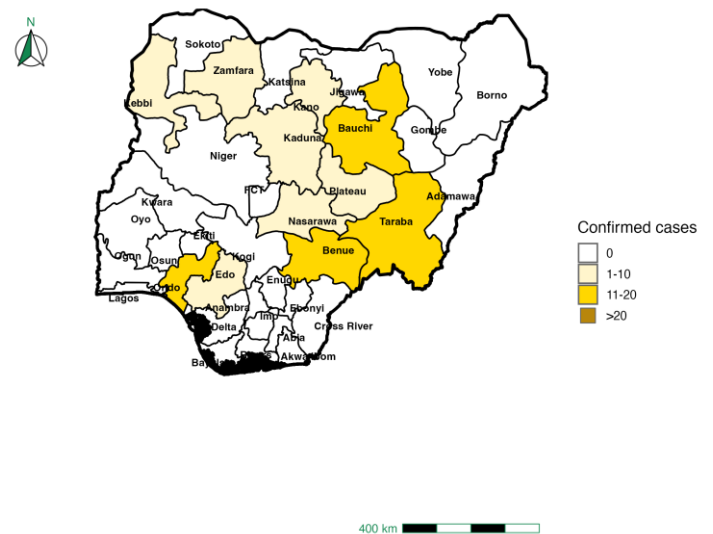 N
Sokoto
Zamfara
Katsina
Yobe
Borno
Kebbi
Jigawa
Kano
Bauchi
Gombe
Kaduna
Niger
FCT
Plateau
Adamawa
Kwara
Oyo
Nasarawa
Taraba
Ekiti
Ogun
Osun
Kogi
Benue
Edo
Enugu
Ondo
Lagos
Anambra
Ebonyi
Imo
Delta
Cross River
Abia
Akwa Ibom
Confirmed cases
0
1-10
11-20
>20
400 km